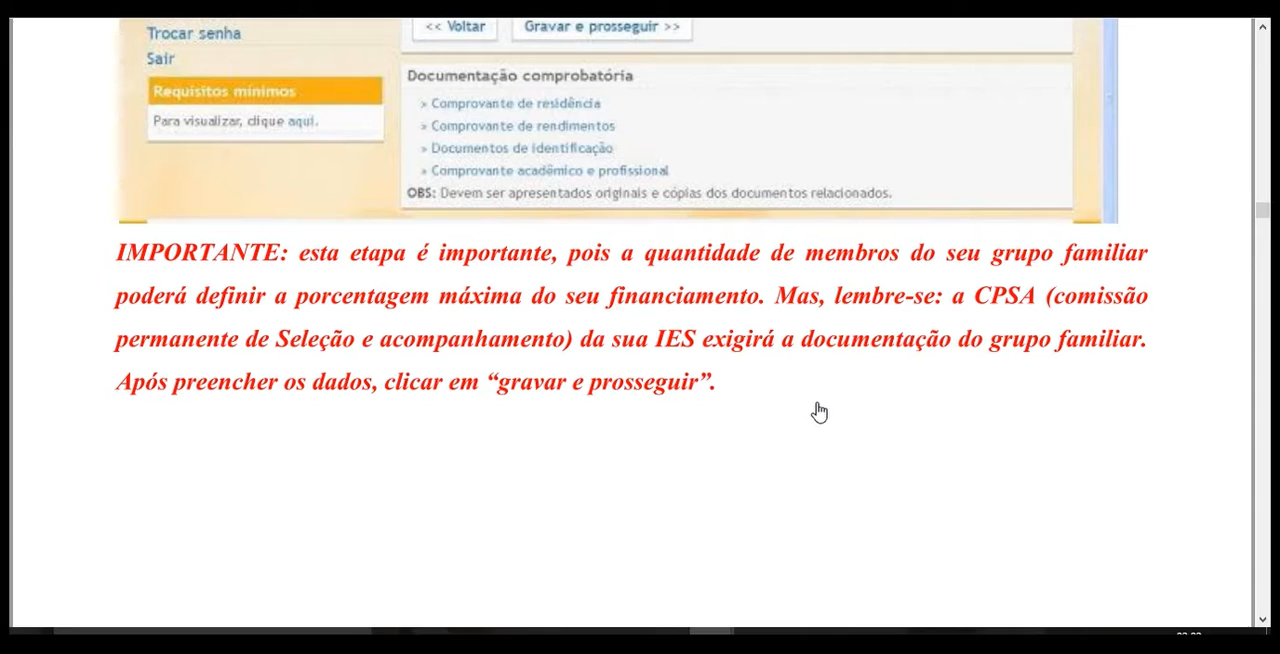 Trocar senha
<< Voltar
Gravar e prosseguir >>
Sair
Requisitos mínimos
Para visualizar, clique aqui.
Documentação comprobatória
» Comprovante de residência
» Comprovante de rendimentos
» Documentos de identificação
» Comprovante acadêmico e profissional
OBS: Devem ser apresentados originais e cópias dos documentos relacionados.
IMPORTANTE: esta etapa é importante, pois a quantidade de membros do seu grupo familiar
poderá definir a porcentagem máxima do seu financiamento. Mas, lembre-se: a CPSA (comissão
permanente de Seleção e acompanhamento) da sua IES exigirá a documentação do grupo familiar.
Após preencher os dados, clicar em “gravar e prosseguir”.